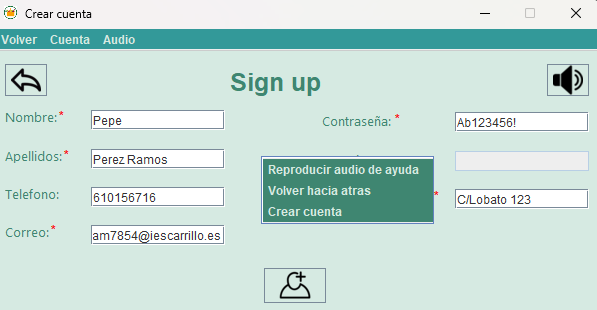 Crear cuenta
Volver Cuenta Audio
Sign up
Nombre:* Pepe
Contraseña: * Ab123456!
Apellidos:* Perez Ramos
Reproducir audio de ayuda
Volver hacia atras
Crear cuenta
Telefono: 610156716
* C/Lobato 123
Correo:* am7854@iescarrillo.es